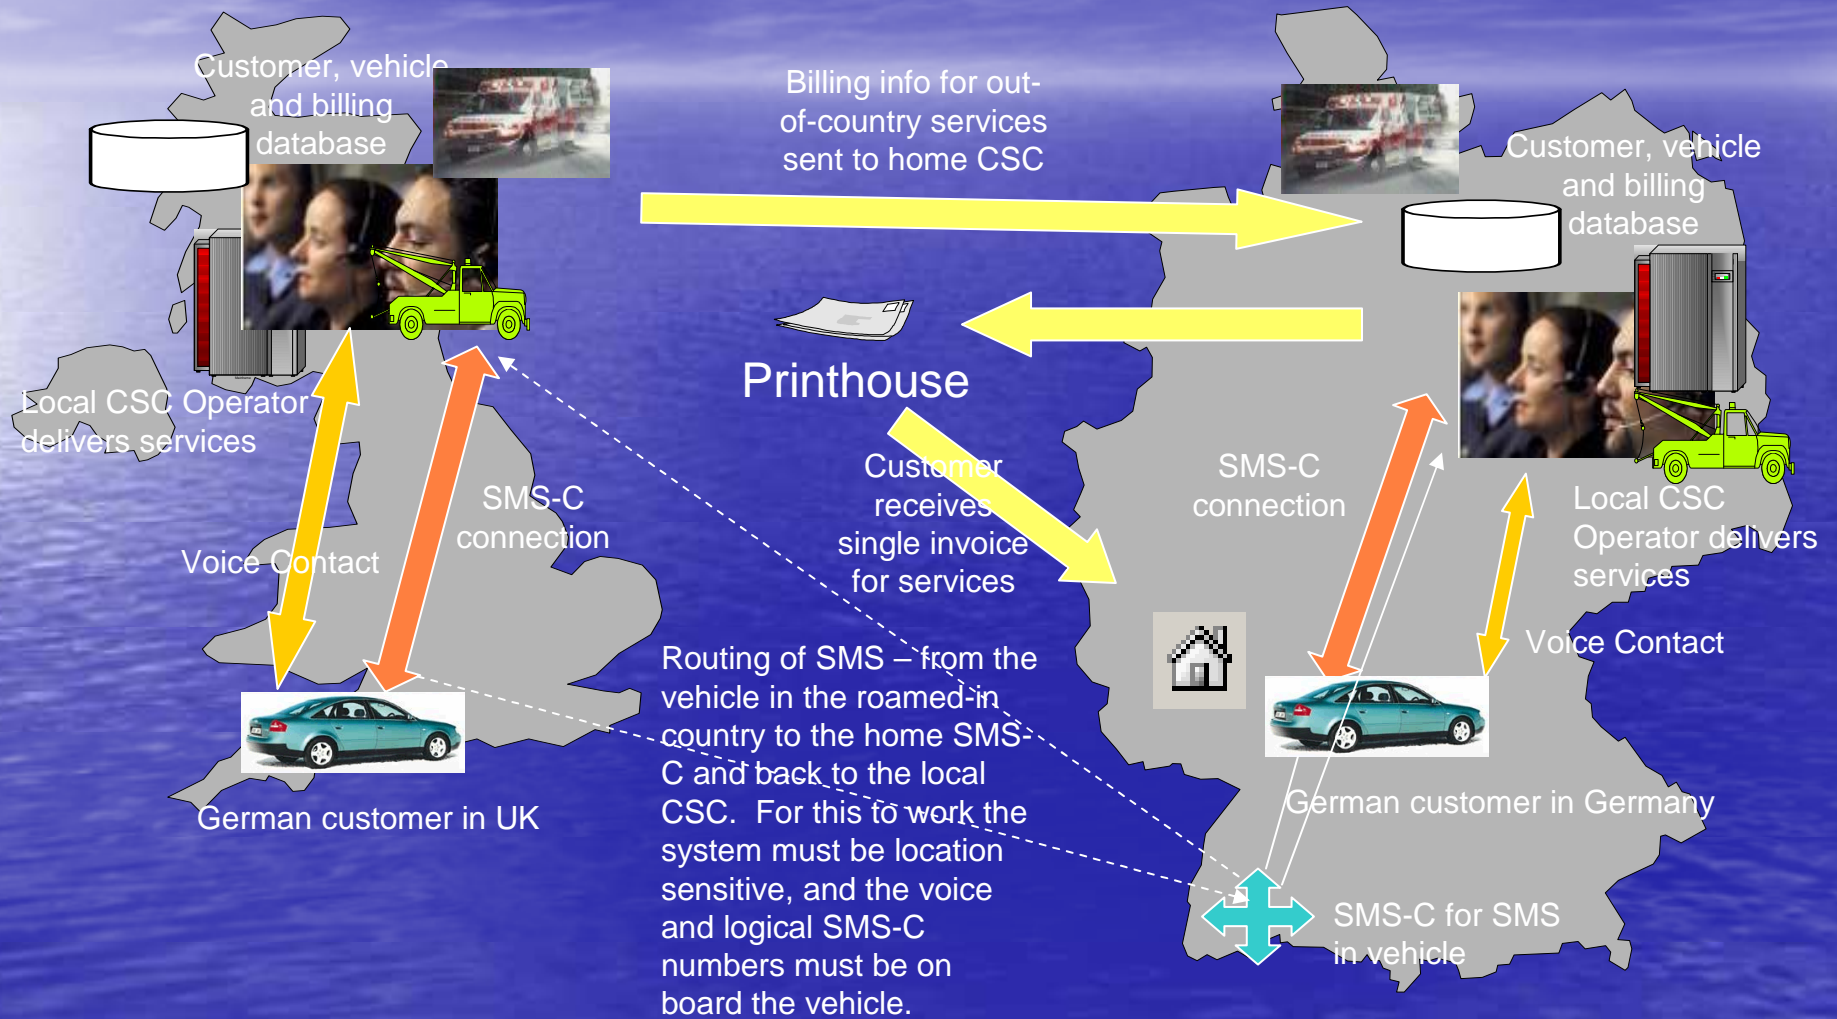 Customer, vehicle
and billing
database
Billing info for out-
of-country services
sent to home CSC
Customer, vehicle
and billing
database
Printhouse
Local CSC Operator
delivers services
SMS-C
connection
Voice Contact
Customer
receives
single invoice
for services
SMS-C
connection
Local CSC
Operator delivers
services
Voice Contact
Routing of SMS – from the
vehicle in the roamed-in
country to the home SMS-
C and back to the local
CSC.  For this to work the
system must be location
sensitive, and the voice
and logical SMS-C
numbers must be on
board the vehicle.
German customer in UK
German customer in Germany
SMS-C for SMS
in vehicle